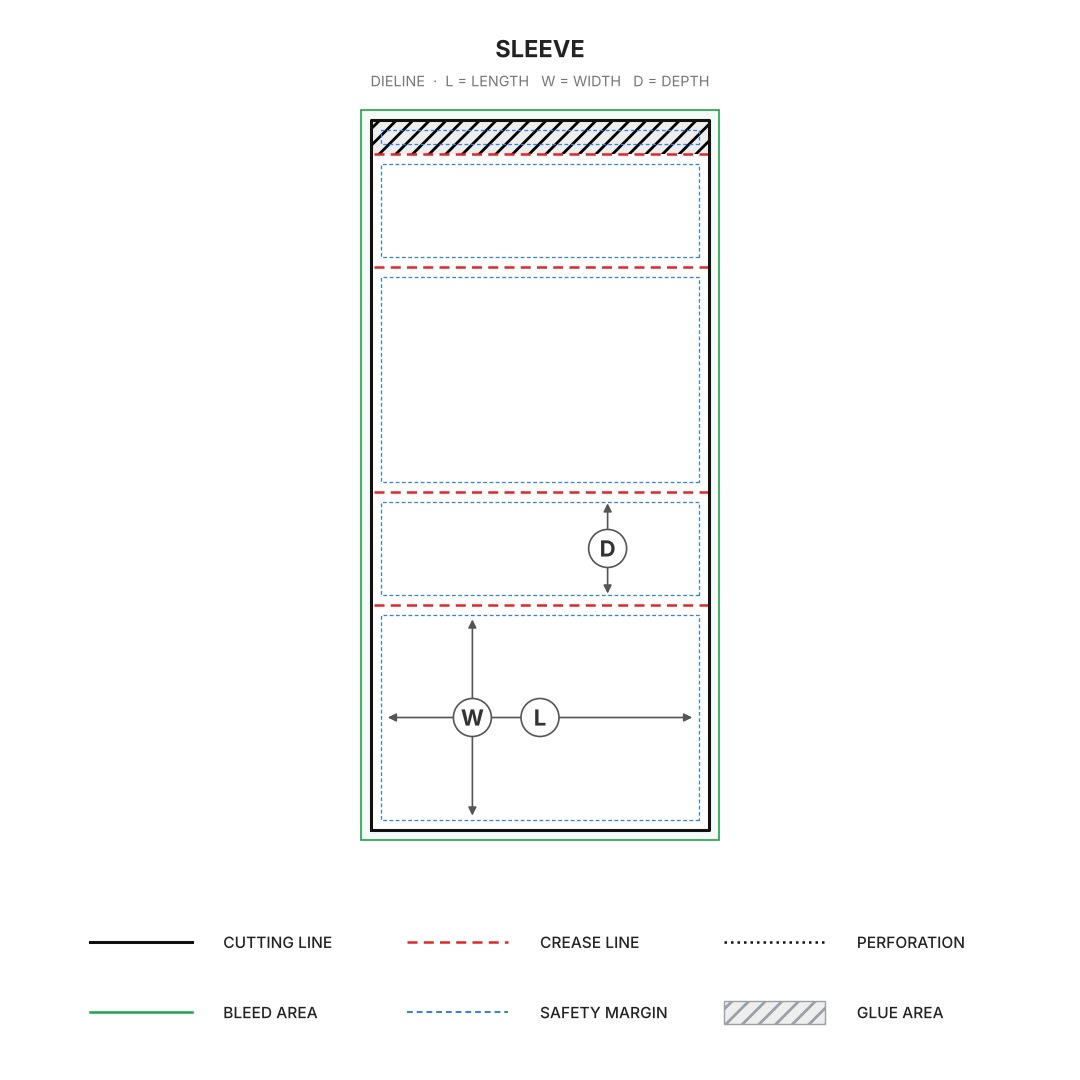 SLEEVE
DIELINE · L = LENGTH W = WIDTH D = DEPTH
D
W L
CUTTING LINE CREASE LINE PERFORATION
BLEED AREA SAFETY MARGIN GLUE AREA